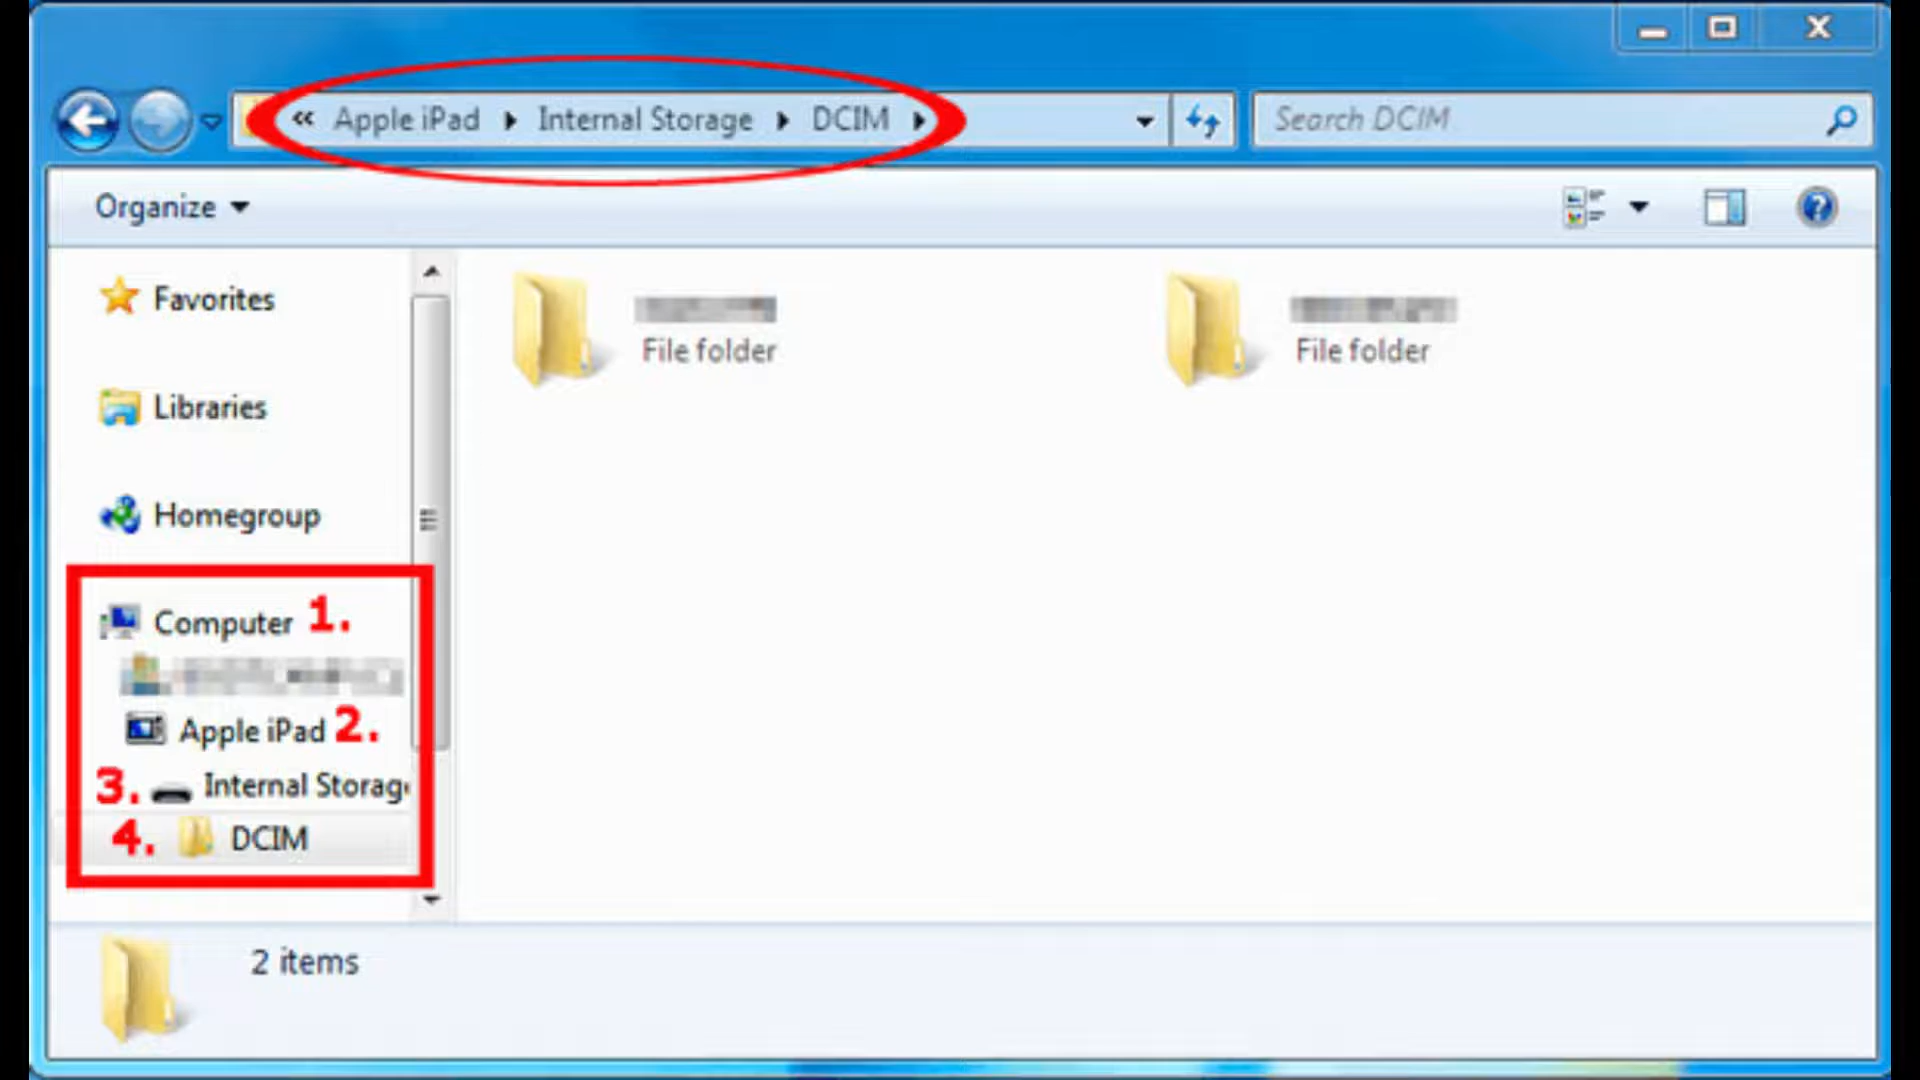 « Apple iPad Internal Storage DCIM
Search DCIM
Organize
Favorites
Libraries
Homegroup
Computer 1.
Apple iPad 2.
3. Internal Storag
4. DCIM
File folder
File folder
2 items